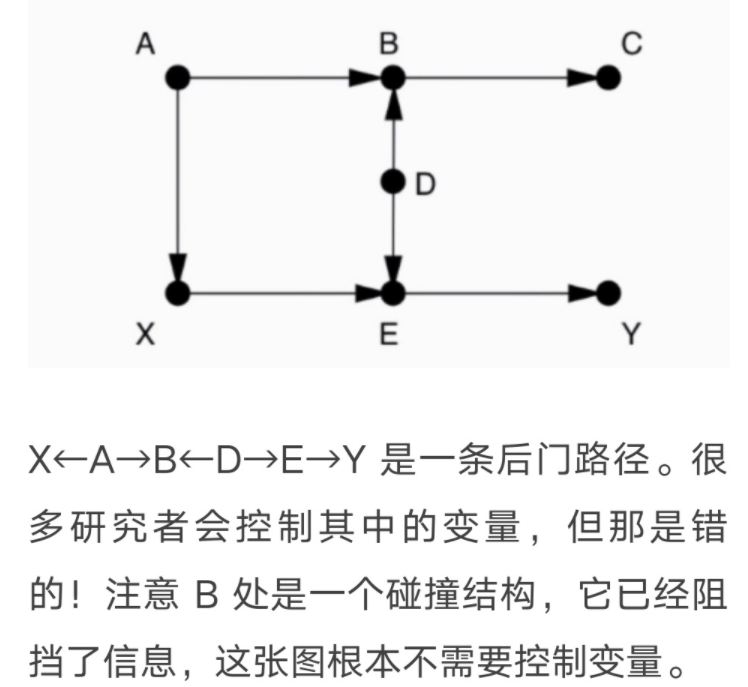 A B C
D
X E Y
X←A→B←D→E→Y 是一条后门路径。很
多研究者会控制其中的变量，但那是错
的！注意 B 处是一个碰撞结构，它已经阻
挡了信息，这张图根本不需要控制变量。